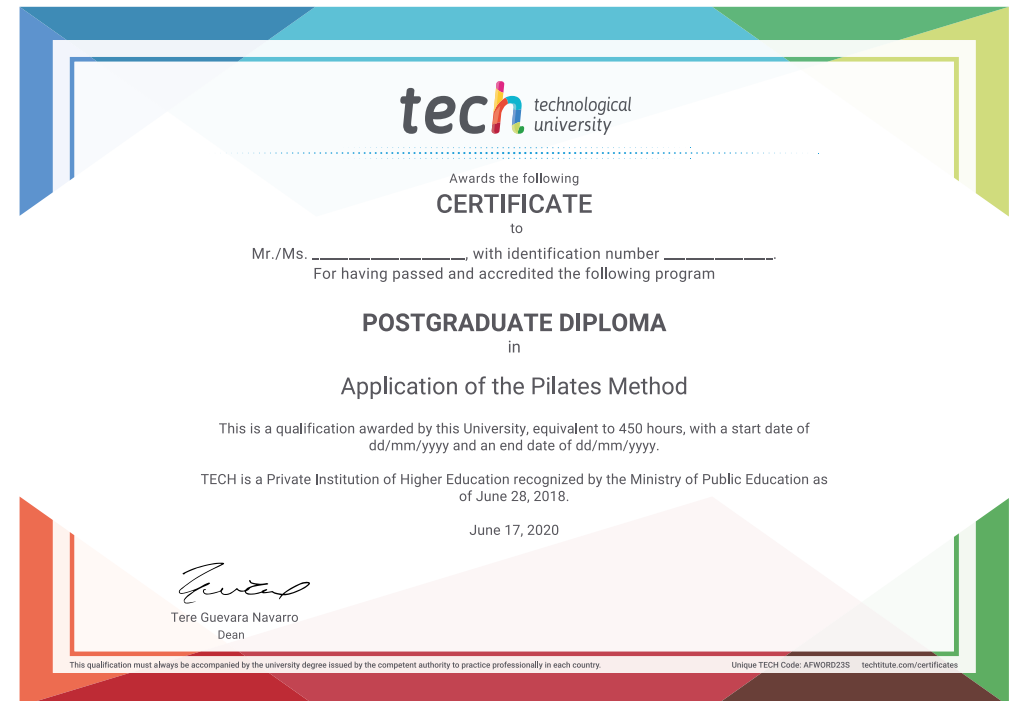 tech technological
university
Awards the following
CERTIFICATE
to
Mr./Ms. ____________________, with identification number ______________.
For having passed and accredited the following program
POSTGRADUATE DIPLOMA
in
Application of the Pilates Method
This is a qualification awarded by this University, equivalent to 450 hours, with a start date of
dd/mm/yyyy and an end date of dd/mm/yyyy.
TECH is a Private Institution of Higher Education recognized by the Ministry of Public Education as
of June 28, 2018.
June 17, 2020
Tere Guevara Navarro
Dean
This qualification must always be accompanied by the university degree issued by the competent authority to practice professionally in each country. Unique TECH Code: AFWORD23S techtitute.com/certificates